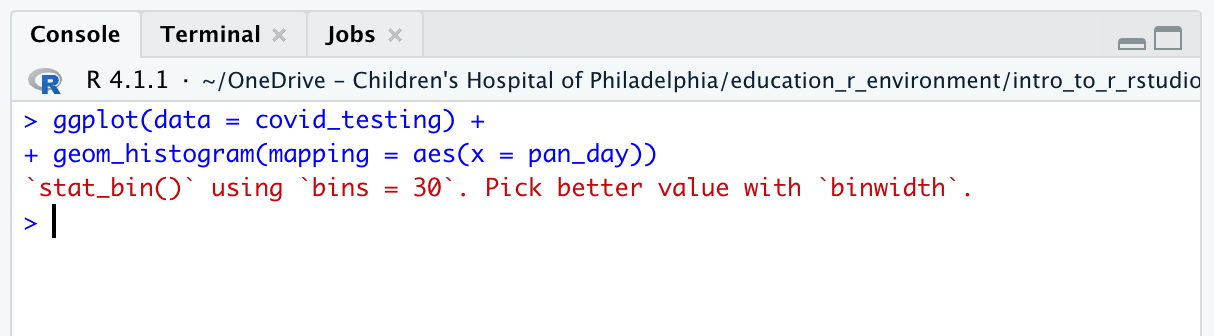 Console Terminal Jobs
R R 4.1.1 · ~/OneDrive – Children's Hospital of Philadelphia/education_r_environment/intro_to_r_rstudio
> ggplot(data = covid_testing) +
+ geom_histogram(mapping = aes(x = pan_day))
`stat_bin()` using `bins = 30`. Pick better value with `binwidth`.
>